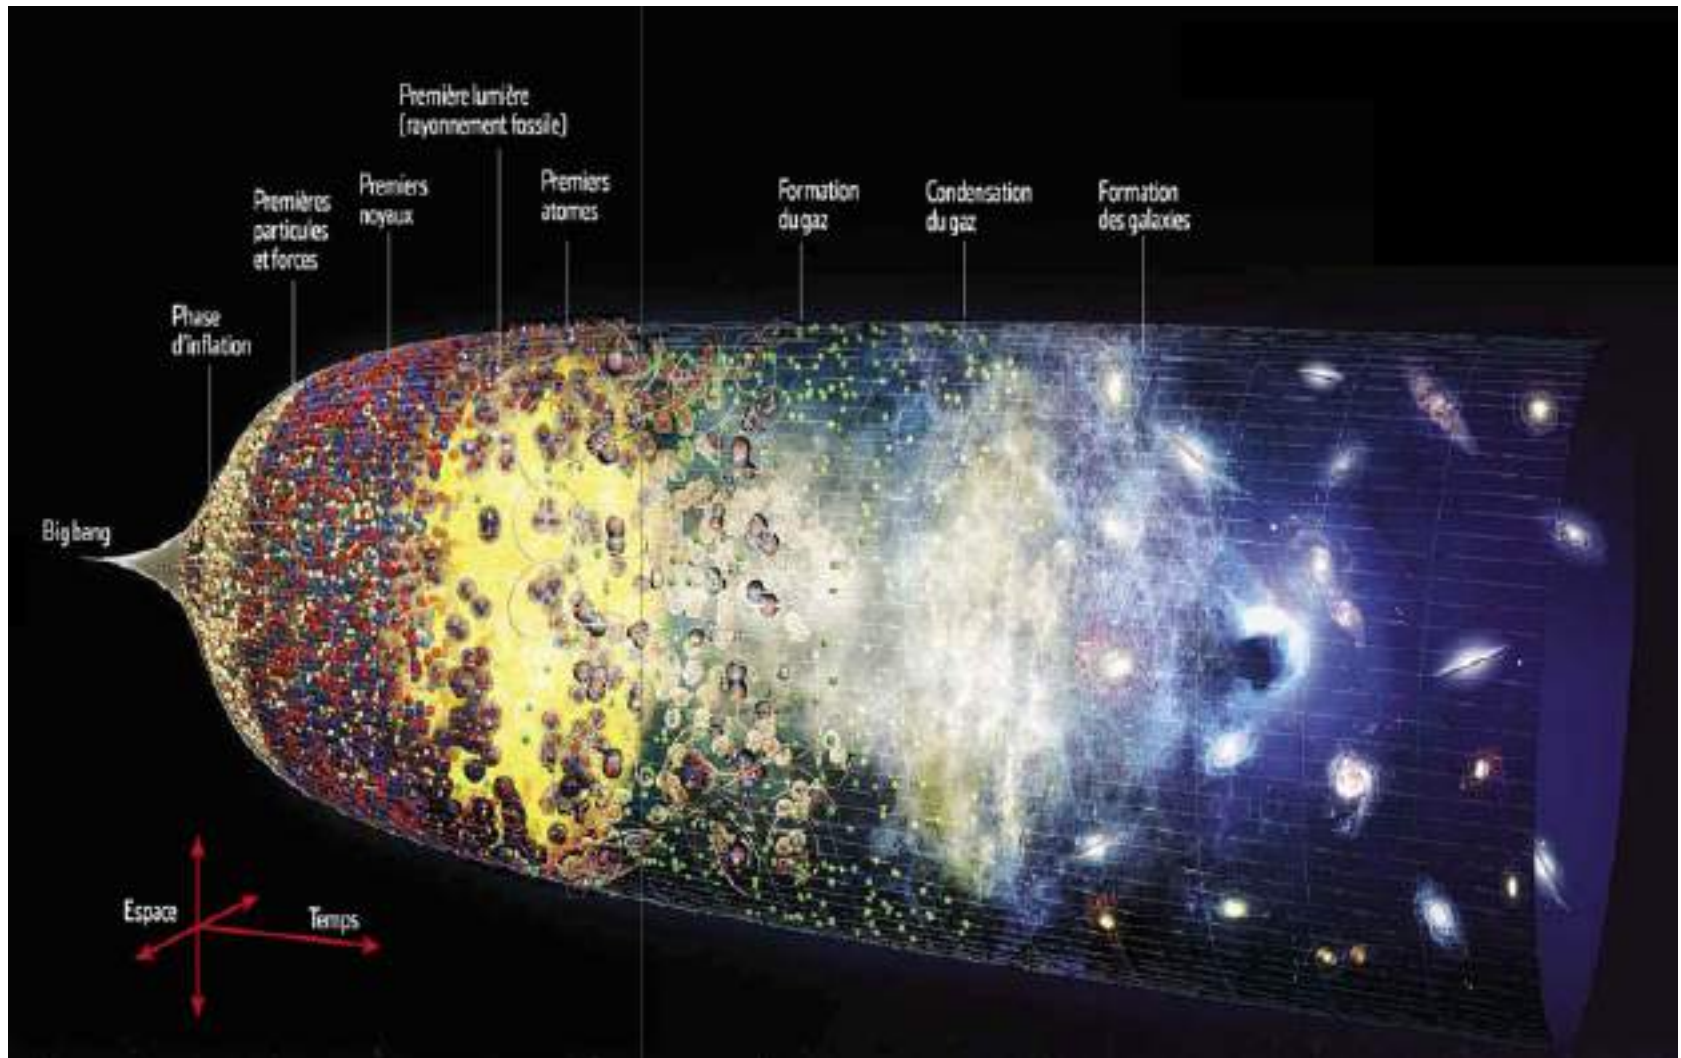 Première lumière
(rayonnement fossile)
Premiers
noyaux
Premiers
atomes
Premières
particules
et forces
Formation
du gaz
Condensation
du gaz
Formation
des galaxies
Phase
d'inflation
Big bang
Espace
Temps